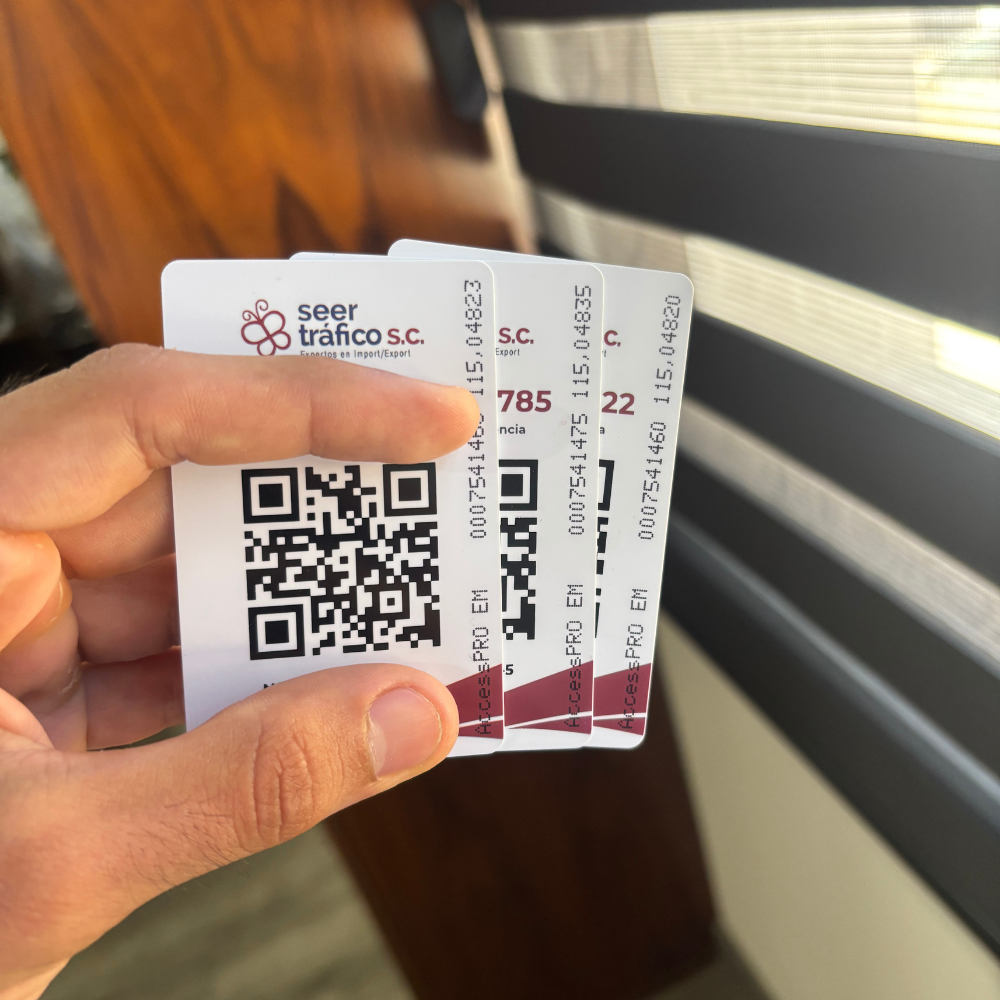 seer
tráfico S.C.
Expertos en Import/Export
115,04823
AccessPRO EM
S.C.
Export
785
ncia
0007541475 115,04835
AccessPRO EM
C.
22
a
0007541460 115,04820
AccessPRO EM